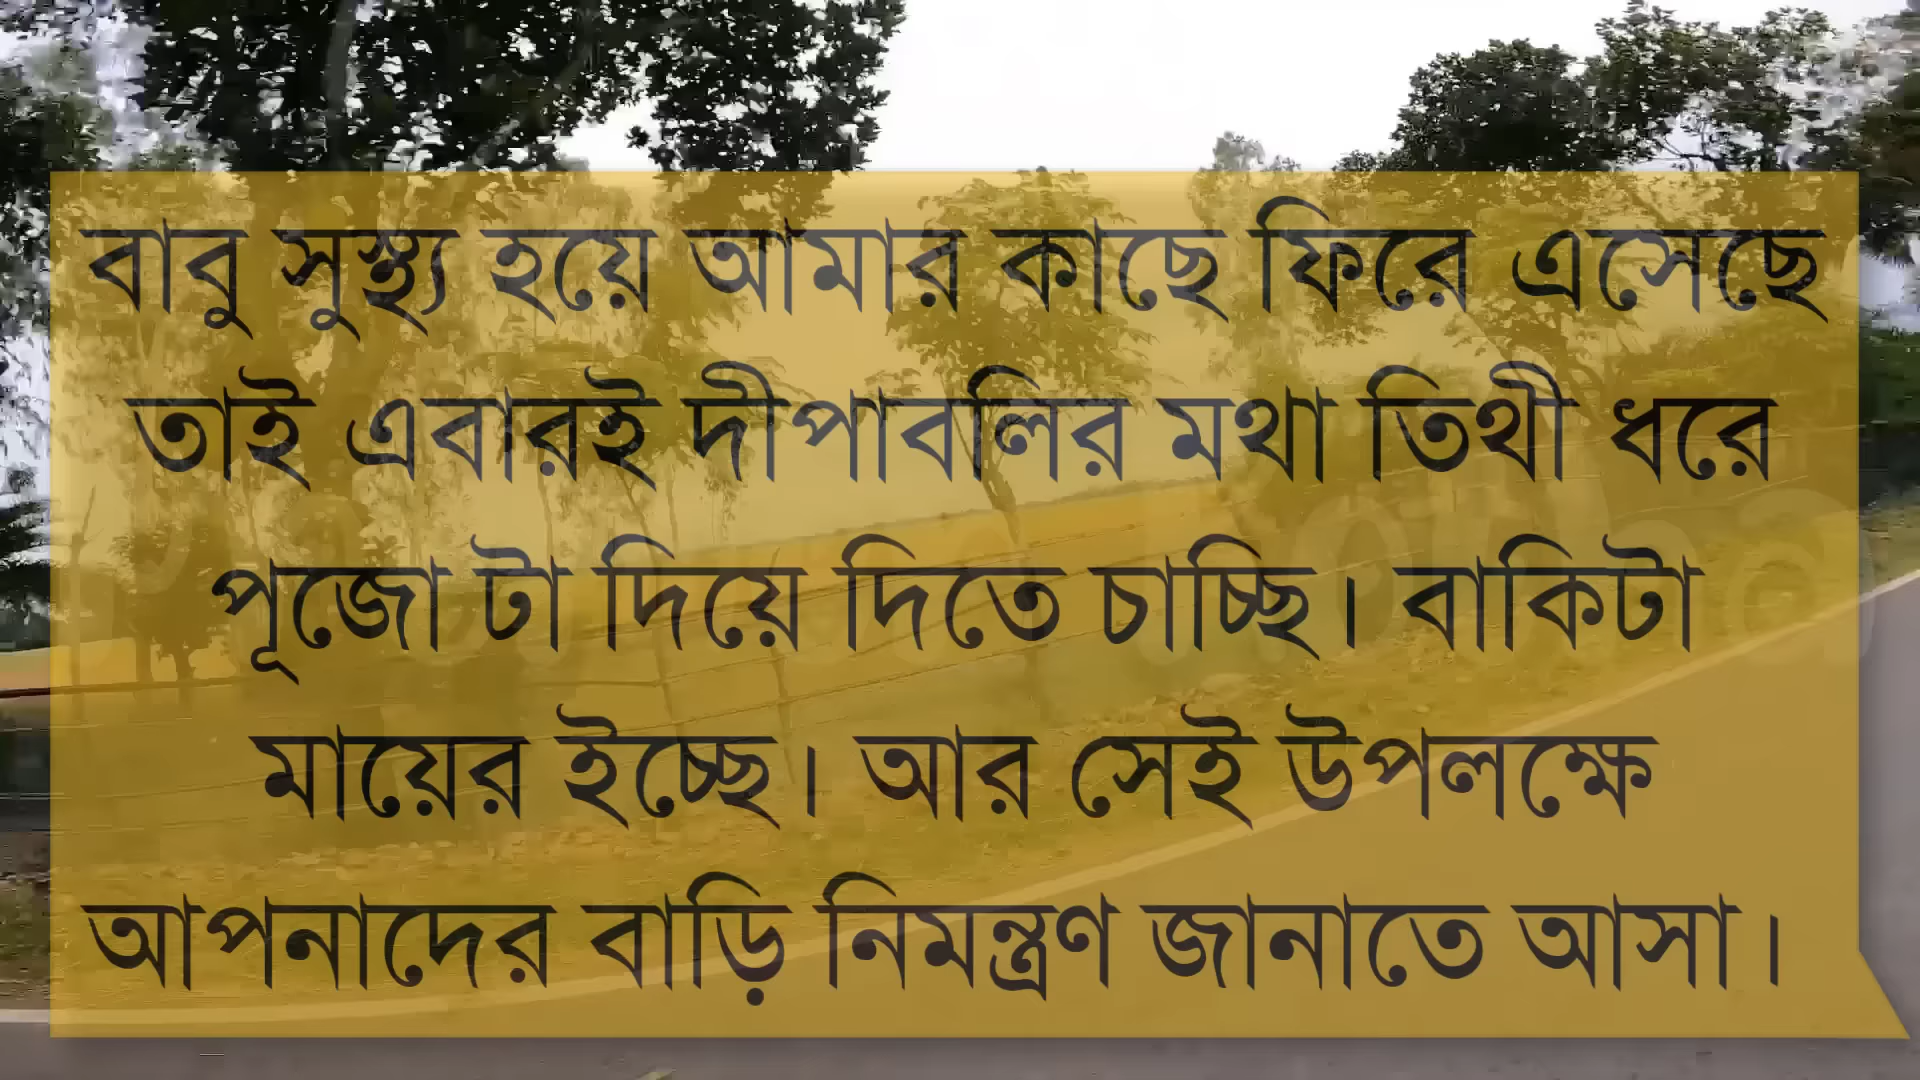 বাবু সুস্থ্য হয়ে আমার কাছে ফিরে এসেছে
তাই এবারই দীপাবলির মথা তিথী ধরে
পূজো টা দিয়ে দিতে চাচ্ছি। বাকিটা
মায়ের ইচ্ছে। আর সেই উপলক্ষে
আপনাদের বাড়ি নিমন্ত্রণ জানাতে আসা।